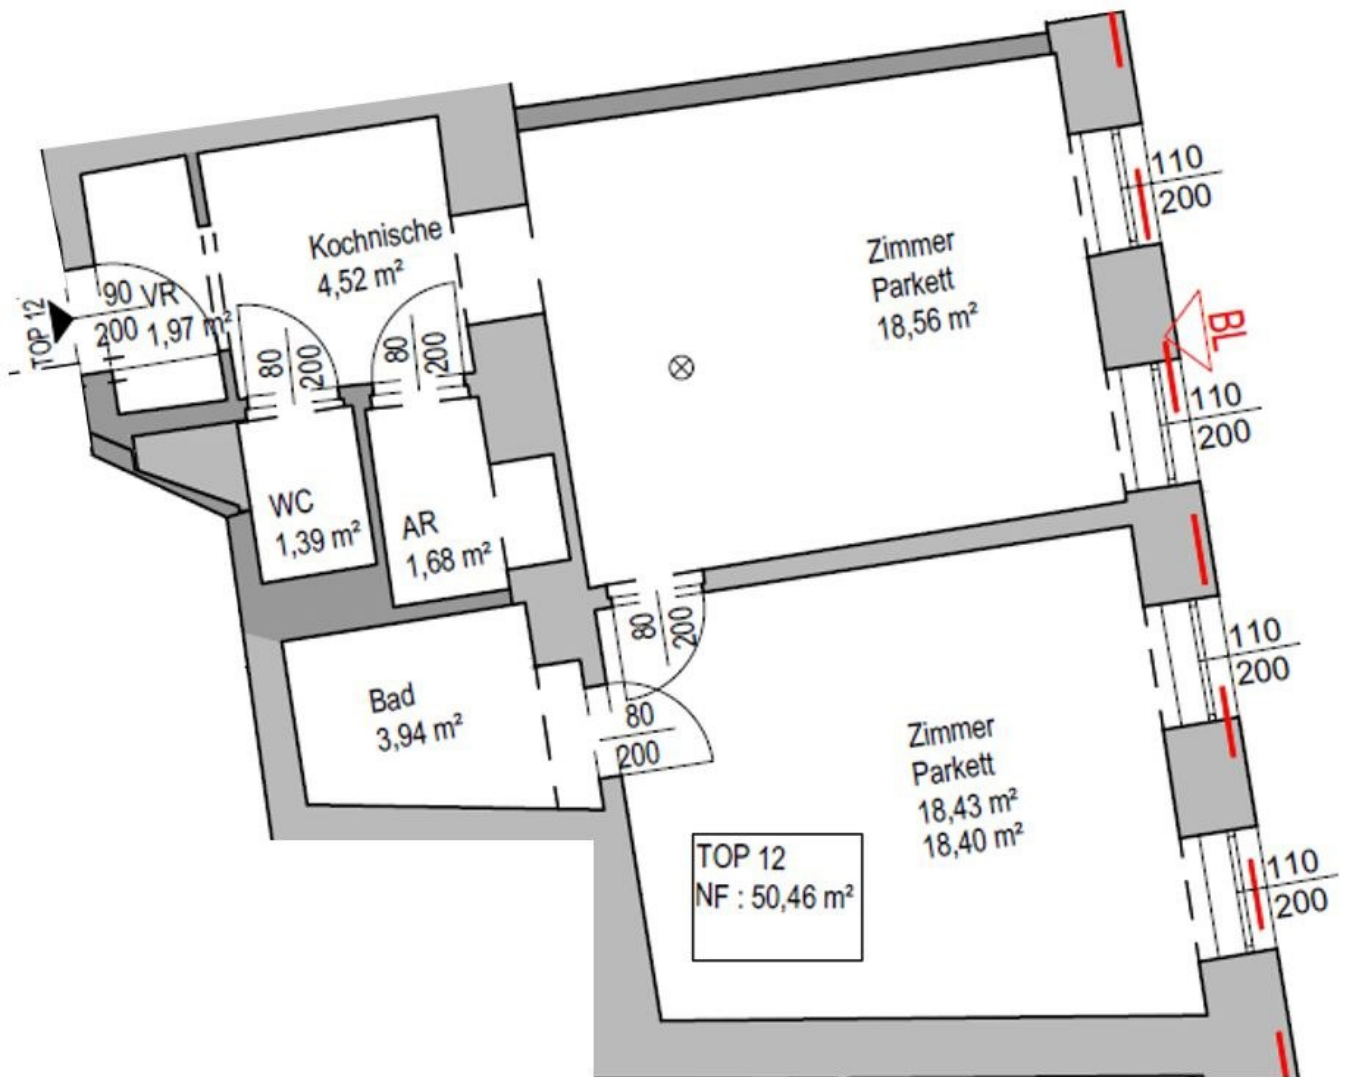 110
200
Kochnische
4,52 m²
Zimmer
Parkett
18,56 m²
TOP 12
90
200
VR
1,97 m²
80
200
80
200
BL
110
200
WC
1,39 m²
AR
1,68 m²
80
200
110
200
Bad
3,94 m²
80
200
Zimmer
Parkett
18,43 m²
18,40 m²
TOP 12
NF : 50,46 m²
110
200